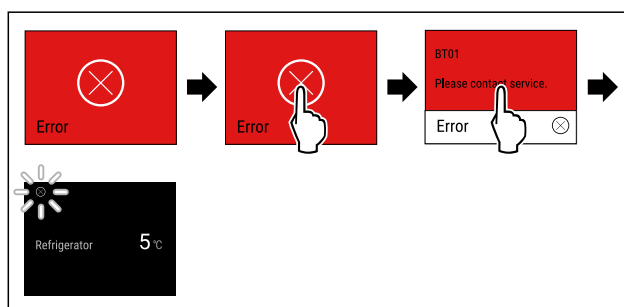 Error
Error
BT01
Please contact service.
Error
Refrigerator 5 °C